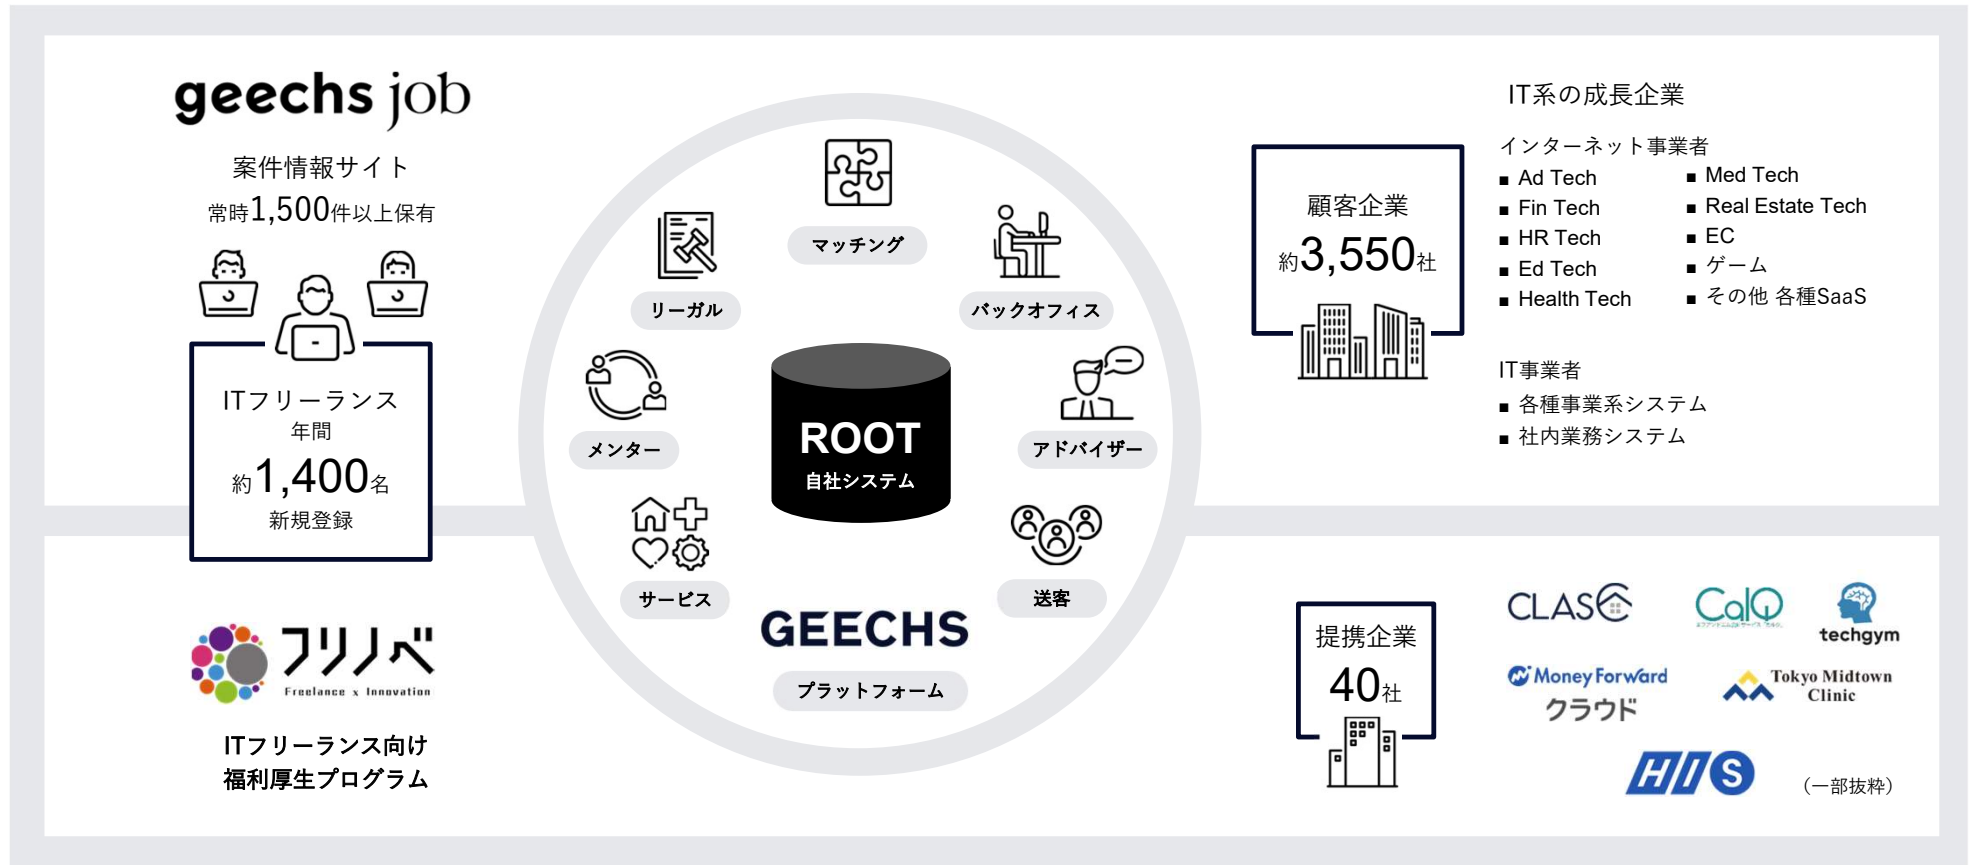 geechs job
案件情報サイト
常時1,500件以上保有
ITフリーランス
年間
約1,400名
新規登録
フリノベ
Freelance x Innovation
ITフリーランス向け
福利厚生プログラム
マッチング
リーガル
バックオフィス
メンター
アドバイザー
サービス
送客
ROOT
自社システム
GEECHS
プラットフォーム
顧客企業
約3,550社
IT系の成長企業
インターネット事業者
■ Ad Tech
■ Fin Tech
■ HR Tech
■ Ed Tech
■ Health Tech
■ Med Tech
■ Real Estate Tech
■ EC
■ ゲーム
■ その他 各種SaaS
IT事業者
■ 各種事業系システム
■ 社内業務システム
提携企業
40社
CLAS
CalQ
techgym
Money Forward
クラウド
Tokyo Midtown
Clinic
HIS
（一部抜粋）